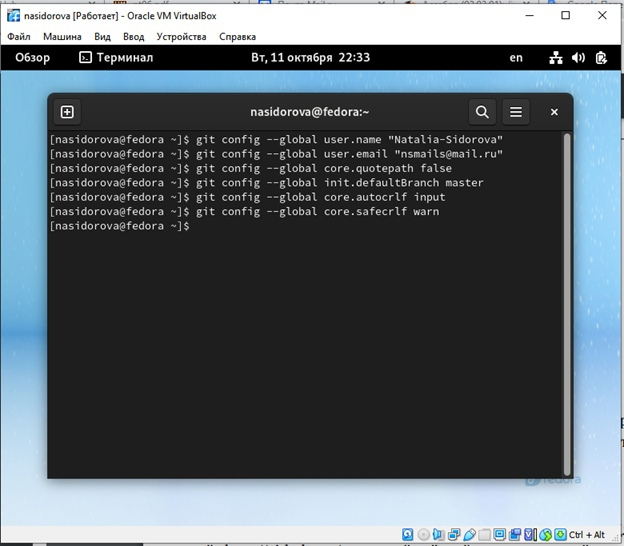 nasidorova [Работает] - Oracle VM VirtualBox
Файл Машина Вид Ввод Устройства Справка
Обзор Терминал Вт, 11 октября 22:33 en
nasidorova@fedora:~
[nasidorova@fedora ~]$ git config --global user.name "Natalia-Sidorova"
[nasidorova@fedora ~]$ git config --global user.email "nsmails@mail.ru"
[nasidorova@fedora ~]$ git config --global core.quotepath false
[nasidorova@fedora ~]$ git config --global init.defaultBranch master
[nasidorova@fedora ~]$ git config --global core.autocrlf input
[nasidorova@fedora ~]$ git config --global core.safecrlf warn
[nasidorova@fedora ~]$
fedora
Ctrl + Alt